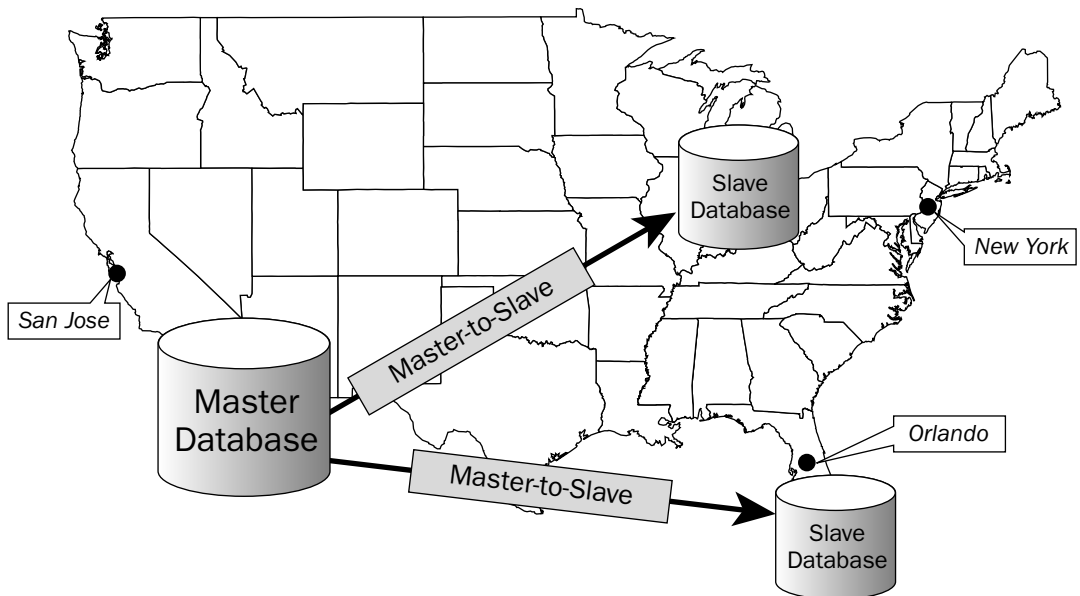 Slave
Database
New York
San Jose
Master-to-Slave
Master
Database
Orlando
Master-to-Slave
Slave
Database